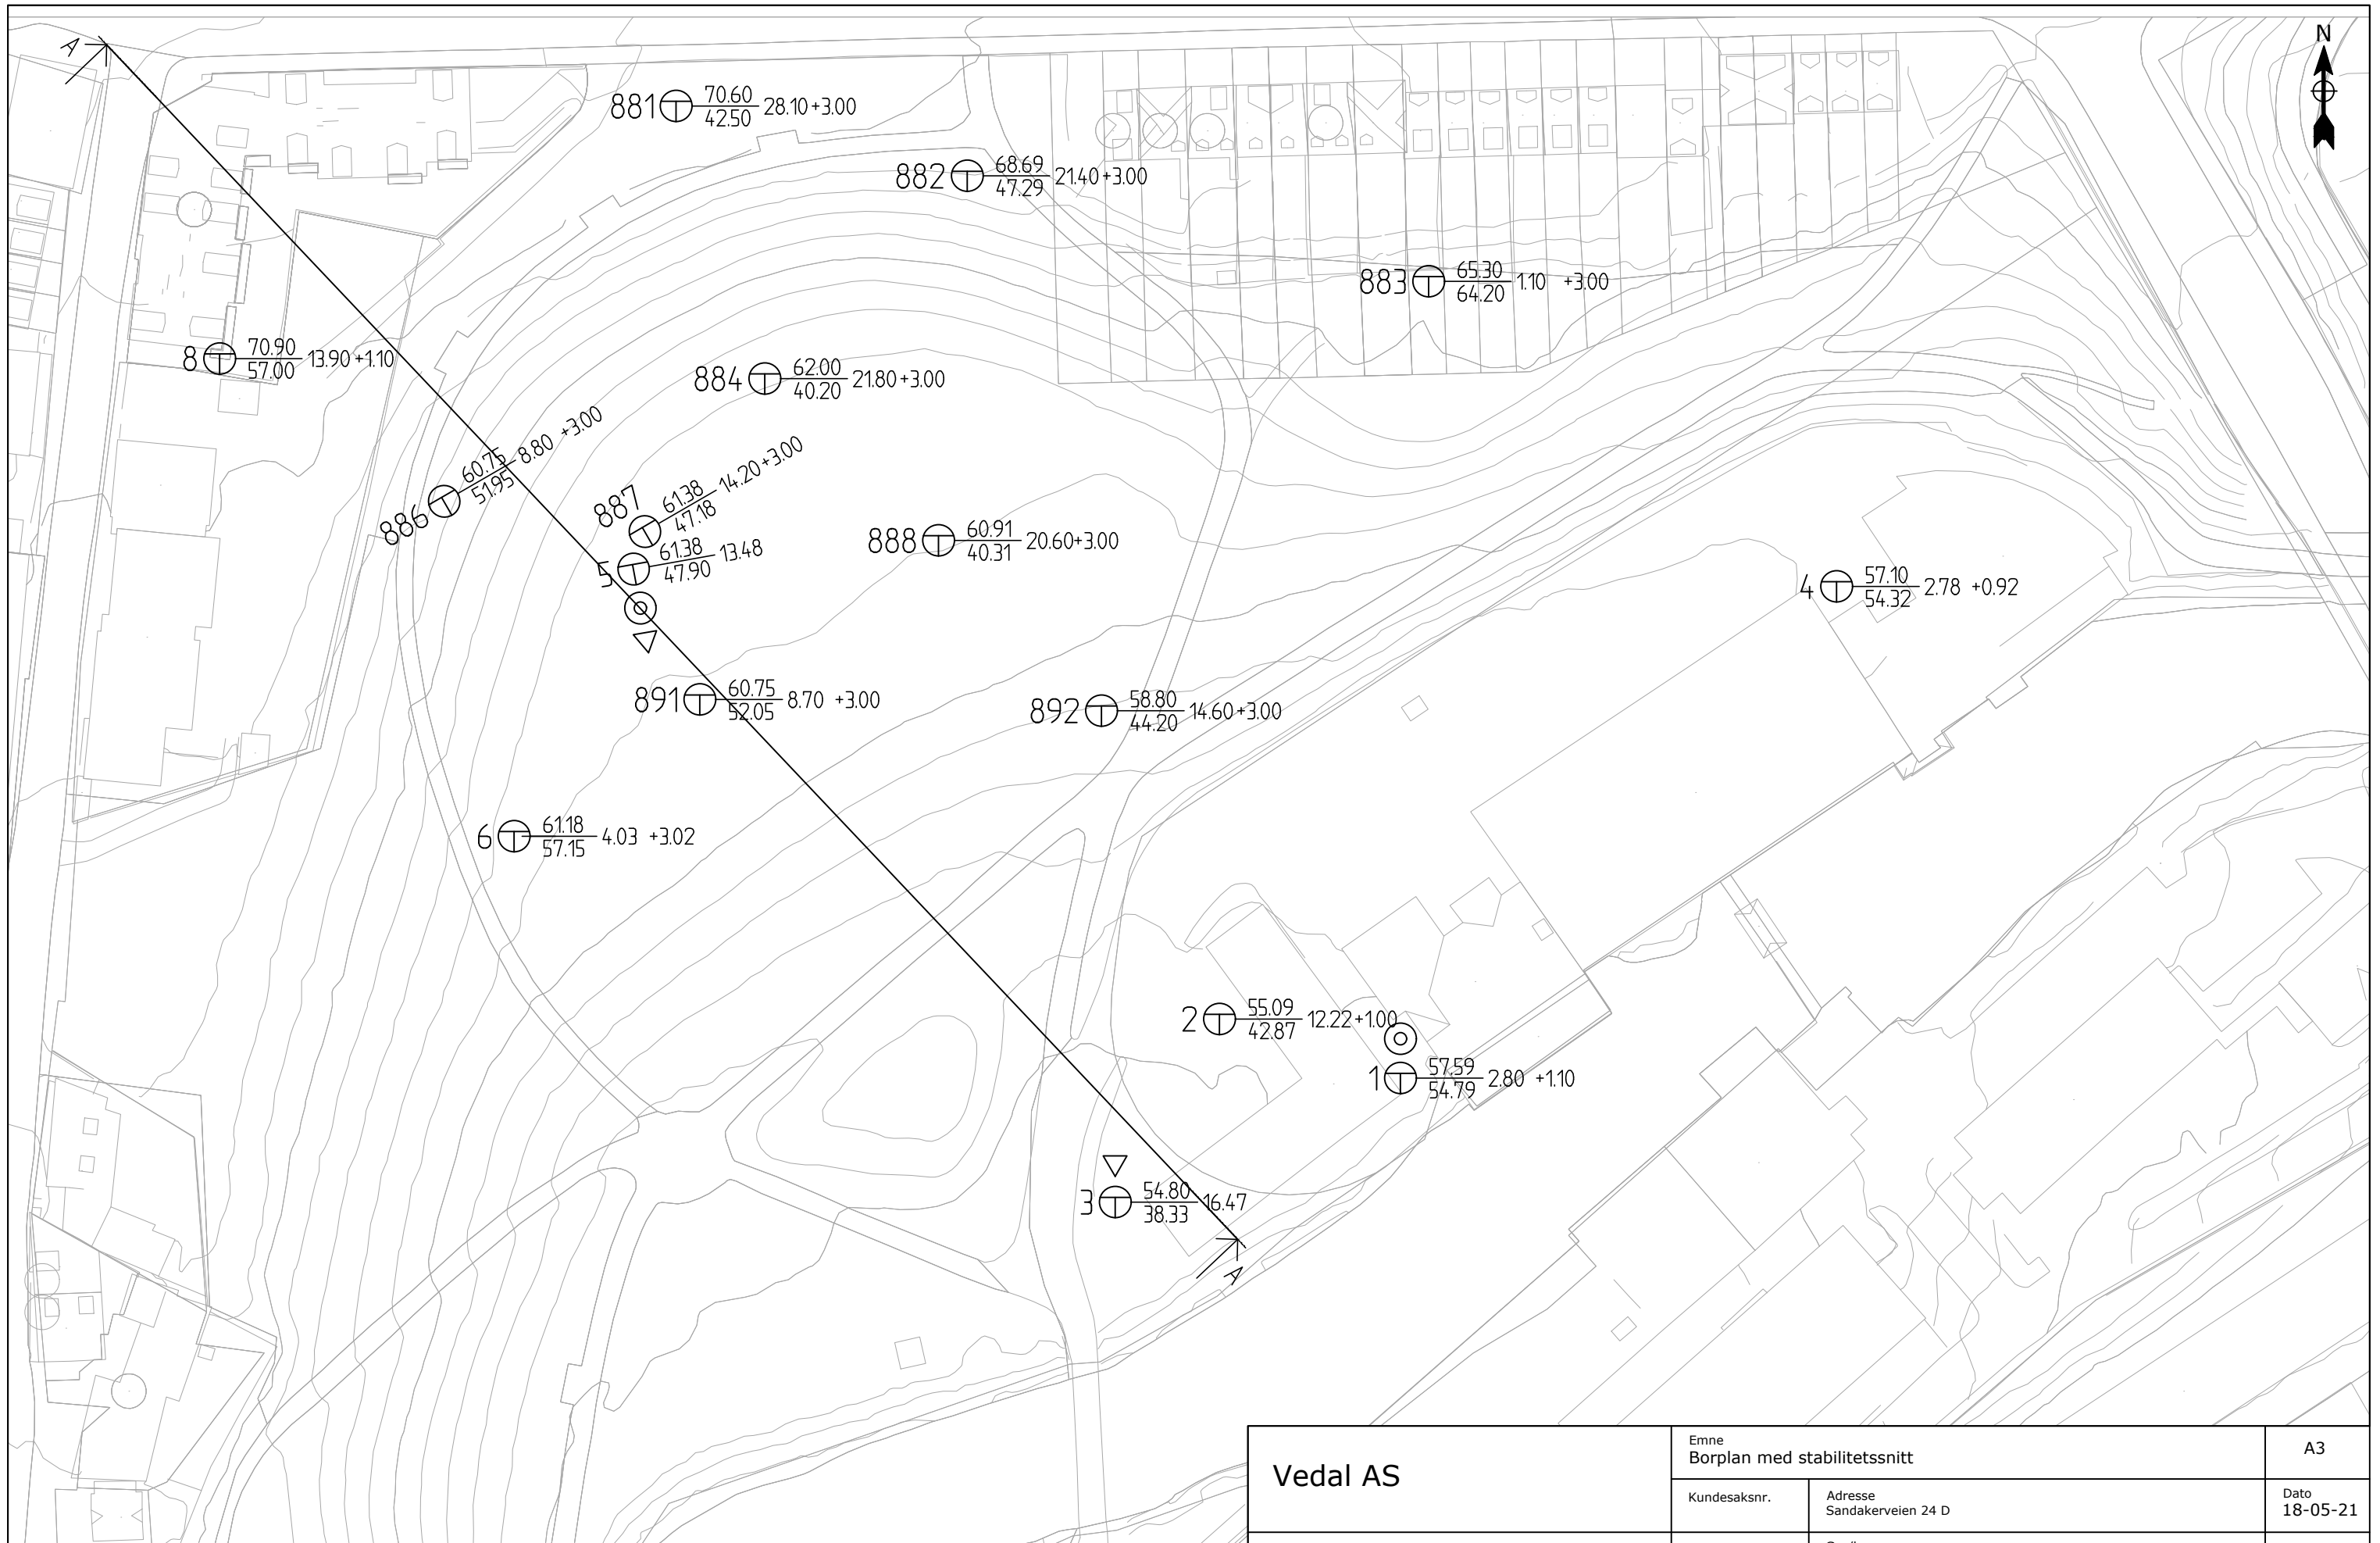 A
N
881 70.60 28.10+3.00
42.50
882 68.69 21.40+3.00
47.29
883 65.30 1.10 +3.00
64.20
8 70.90 13.90+1.10
57.00
884 62.00 21.80+3.00
40.20
886 60.75 8.80 +3.00
51.95
887 61.38 14.20+3.00
47.18
888 60.91 20.60+3.00
40.31
5 61.38 13.48
47.90
4 57.10 2.78 +0.92
54.32
891 60.75 8.70 +3.00
52.05
892 58.80 14.60+3.00
44.20
6 61.18 4.03 +3.02
57.15
2 55.09 12.22+1.00
42.87
1 57.59 2.80 +1.10
54.79
3 54.80 16.47
38.33
A
Vedal AS
Emne
Borplan med stabilitetssnitt
A3
Kundesaksnr.
Adresse
Sandakerveien 24 D
Dato
18-05-21